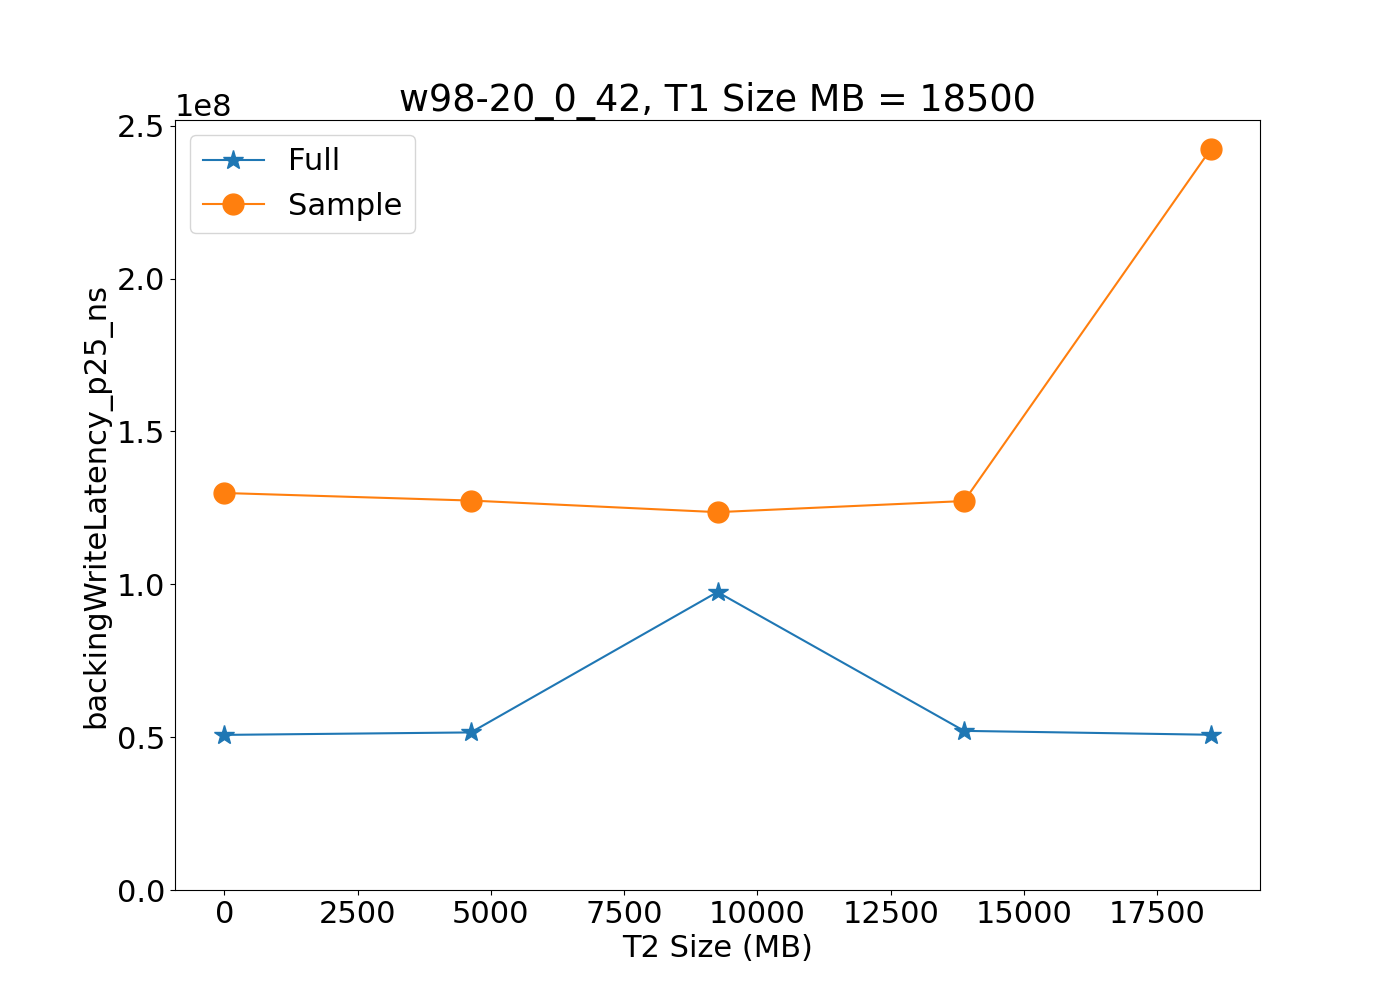 w98-20_0_42, T1 Size MB = 18500
1e8
2.5
2.0
1.5
1.0
0.5
0.0
backingWriteLatency_p25_ns
Full
Sample
0 2500 5000 7500 10000 12500 15000 17500
T2 Size (MB)